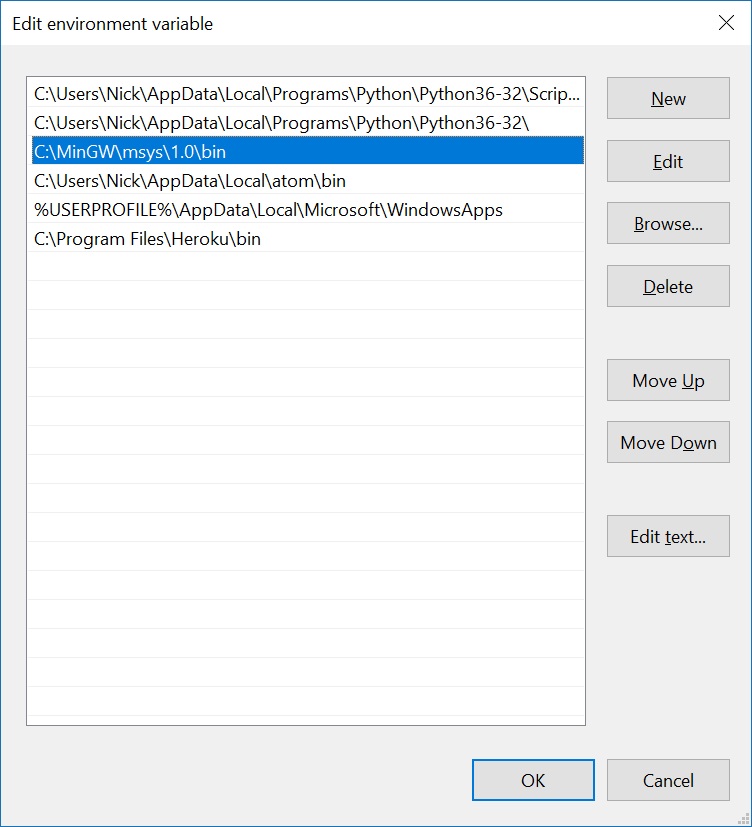 Edit environment variable
C:\Users\Nick\AppData\Local\Programs\Python\Python36-32\Scrip...
C:\Users\Nick\AppData\Local\Programs\Python\Python36-32\
C:\MinGW\msys\1.0\bin
C:\Users\Nick\AppData\Local\atom\bin
%USERPROFILE%\AppData\Local\Microsoft\WindowsApps
C:\Program Files\Heroku\bin
New
Edit
Browse...
Delete
Move Up
Move Down
Edit text...
OK
Cancel